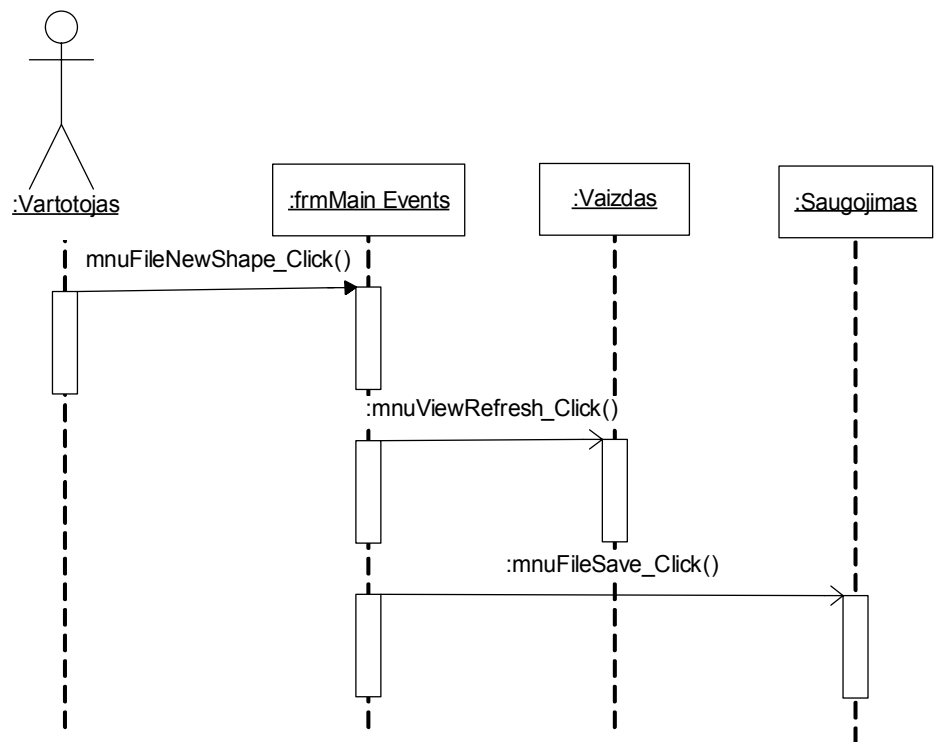 :Vartotojas
:frmMain Events
:Vaizdas
:Saugojimas
mnuFileNewShape_Click()
:mnuViewRefresh_Click()
:mnuFileSave_Click()